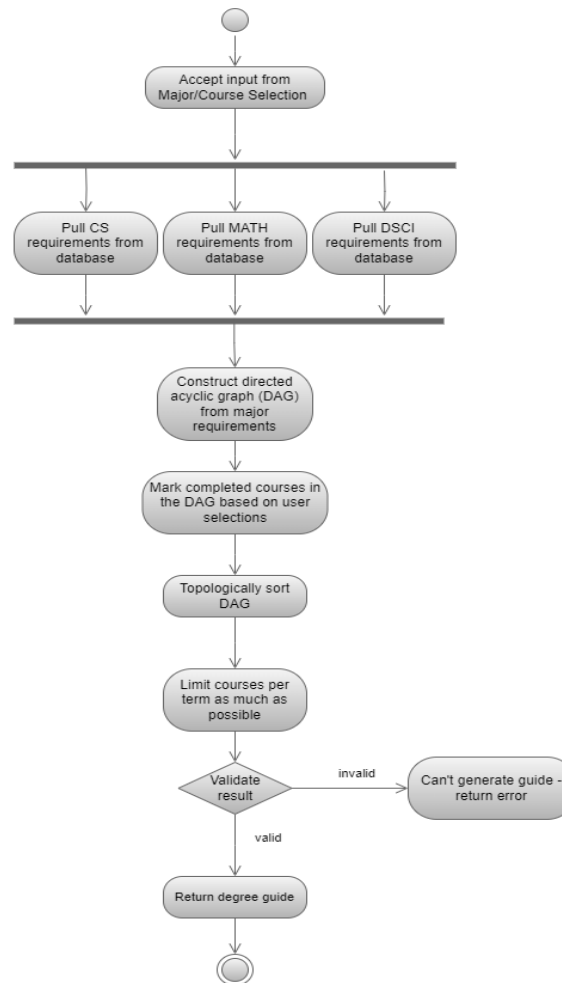 Accept input from
Major/Course Selection
Pull CS
requirements from
database
Pull MATH
requirements from
database
Pull DSCI
requirements from
database
Construct directed
acyclic graph (DAG)
from major
requirements
Mark completed courses in
the DAG based on user
selections
Topologically sort
DAG
Limit courses per
term as much as
possible
Validate
result
invalid
Can't generate guide -
return error
valid
Return degree guide